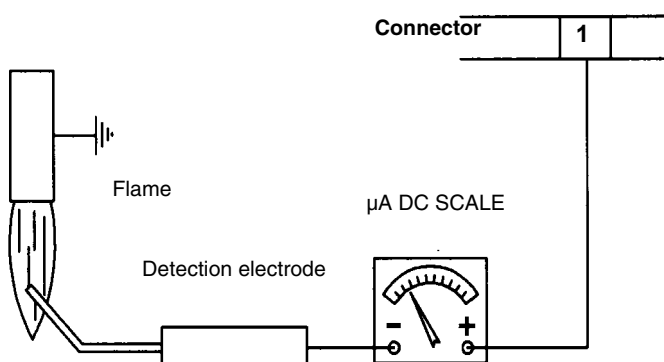 Connector 1
Flame
µA DC SCALE
Detection electrode
- +